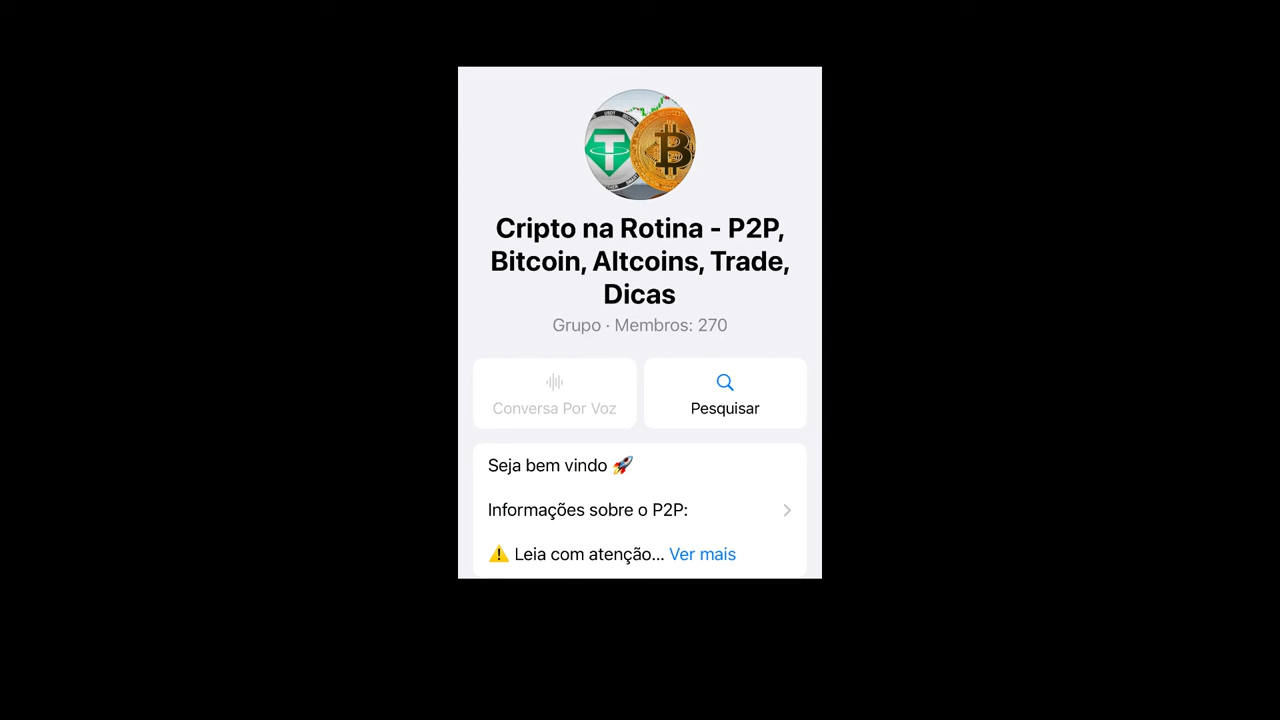 Cripto na Rotina - P2P,
Bitcoin, Altcoins, Trade,
Dicas
Grupo · Membros: 270
Conversa Por Voz
Pesquisar
Seja bem vindo 🚀
Informações sobre o P2P:
⚠️ Leia com atenção... Ver mais